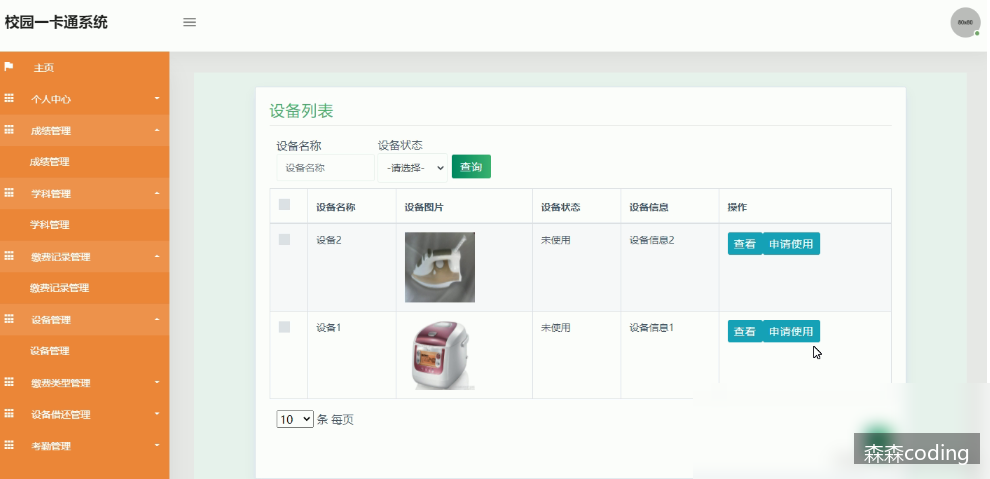 校园一卡通系统
80x80
主页
个人中心
成绩管理
成绩管理
学科管理
学科管理
缴费记录管理
缴费记录管理
设备管理
设备管理
缴费类型管理
设备借还管理
考勤管理
设备列表
设备名称 设备状态
设备名称 -请选择- 查询
设备名称 设备图片 设备状态 设备信息 操作
设备2 未使用 设备信息2 查看 申请使用
设备1 未使用 设备信息1 查看 申请使用
10 条 每页
森森coding